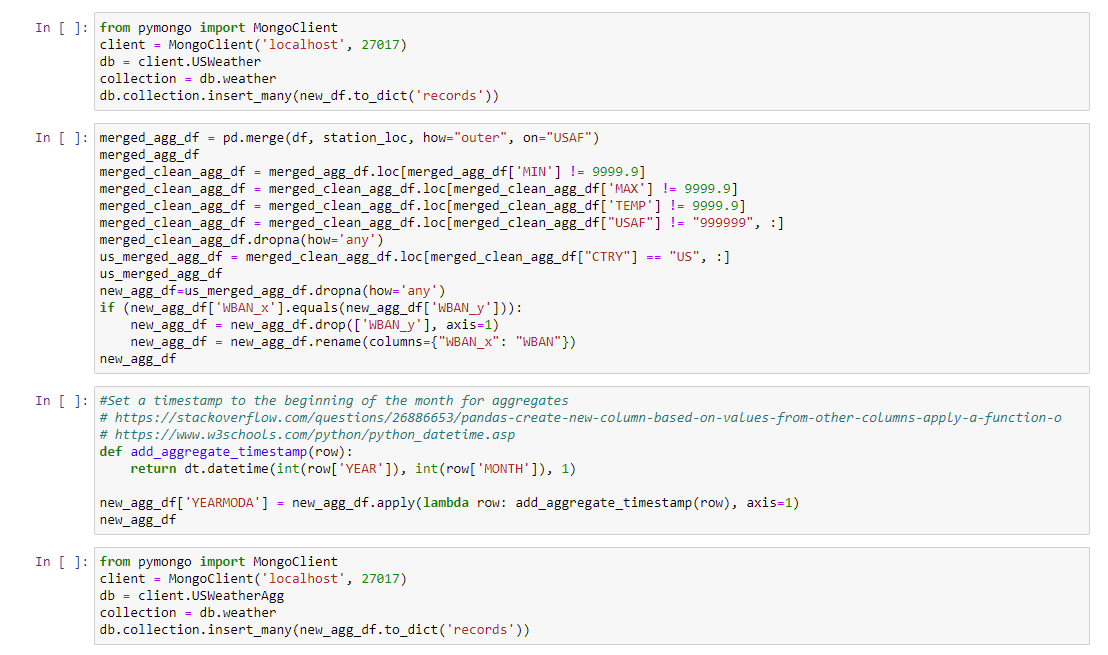 In [ ]: from pymongo import MongoClient
client = MongoClient('localhost', 27017)
db = client.USWeather
collection = db.weather
db.collection.insert_many(new_df.to_dict('records'))
In [ ]: merged_agg_df = pd.merge(df, station_loc, how="outer", on="USAF")
merged_agg_df
merged_clean_agg_df = merged_agg_df.loc[merged_agg_df['MIN'] != 9999.9]
merged_clean_agg_df = merged_clean_agg_df.loc[merged_clean_agg_df['MAX'] != 9999.9]
merged_clean_agg_df = merged_clean_agg_df.loc[merged_clean_agg_df['TEMP'] != 9999.9]
merged_clean_agg_df = merged_clean_agg_df.loc[merged_clean_agg_df["USAF"] != "999999", :]
merged_clean_agg_df.dropna(how='any')
us_merged_agg_df = merged_clean_agg_df.loc[merged_clean_agg_df["CTRY"] == "US", :]
us_merged_agg_df
new_agg_df=us_merged_agg_df.dropna(how='any')
if (new_agg_df['WBAN_x'].equals(new_agg_df['WBAN_y'])):
    new_agg_df = new_agg_df.drop(['WBAN_y'], axis=1)
    new_agg_df = new_agg_df.rename(columns={"WBAN_x": "WBAN"})
new_agg_df
In [ ]: #Set a timestamp to the beginning of the month for aggregates
# https://stackoverflow.com/questions/26886653/pandas-create-new-column-based-on-values-from-other-columns-apply-a-function-o
# https://www.w3schools.com/python/python_datetime.asp
def add_aggregate_timestamp(row):
    return dt.datetime(int(row['YEAR']), int(row['MONTH']), 1)
new_agg_df['YEARMODA'] = new_agg_df.apply(lambda row: add_aggregate_timestamp(row), axis=1)
new_agg_df
In [ ]: from pymongo import MongoClient
client = MongoClient('localhost', 27017)
db = client.USWeatherAgg
collection = db.weather
db.collection.insert_many(new_agg_df.to_dict('records'))